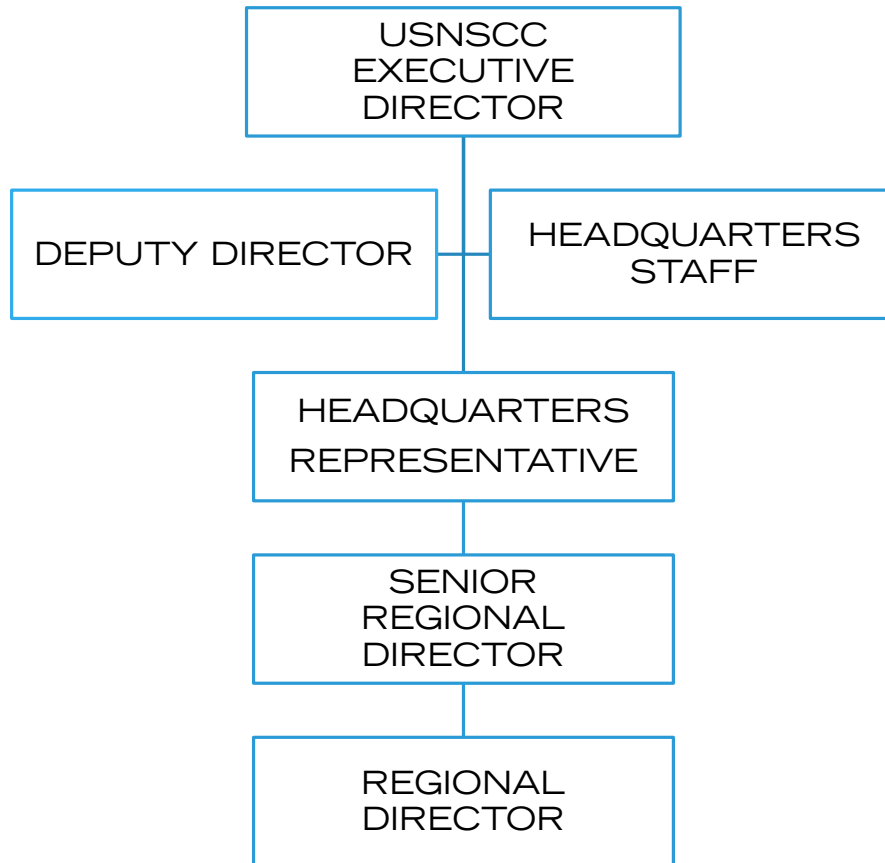 USNSCC
EXECUTIVE
DIRECTOR
DEPUTY DIRECTOR
HEADQUARTERS
STAFF
HEADQUARTERS
REPRESENTATIVE
SENIOR
REGIONAL
DIRECTOR
REGIONAL
DIRECTOR